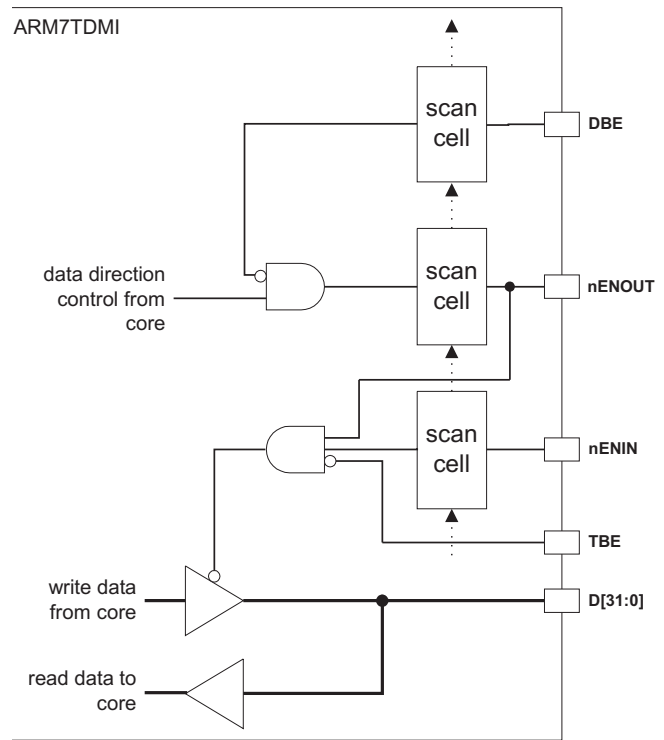 ARM7TDMI
scan
cell
DBE
data direction
control from
core
scan
cell
nENOUT
scan
cell
nENIN
TBE
write data
from core
D[31:0]
read data to
core